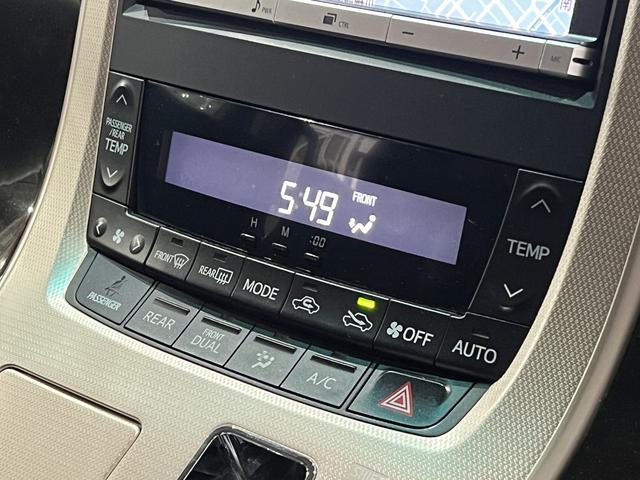 PWR
CTRL
MIC
PASSENGER
/REAR
TEMP
5:49
FRONT
H
M
:00
TEMP
FRONT
REAR
MODE
OFF
AUTO
PASSENGER
REAR
FRONT
DUAL
A/C